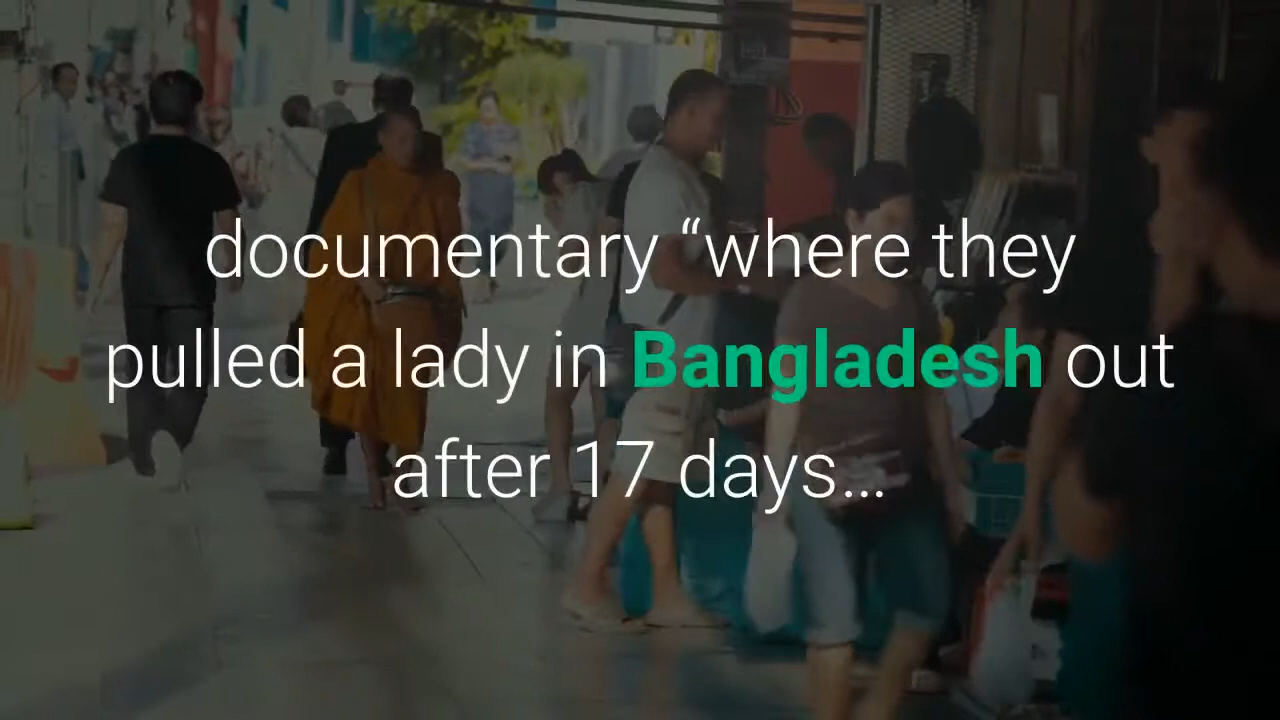 documentary “where they
pulled a lady in Bangladesh out
after 17 days…